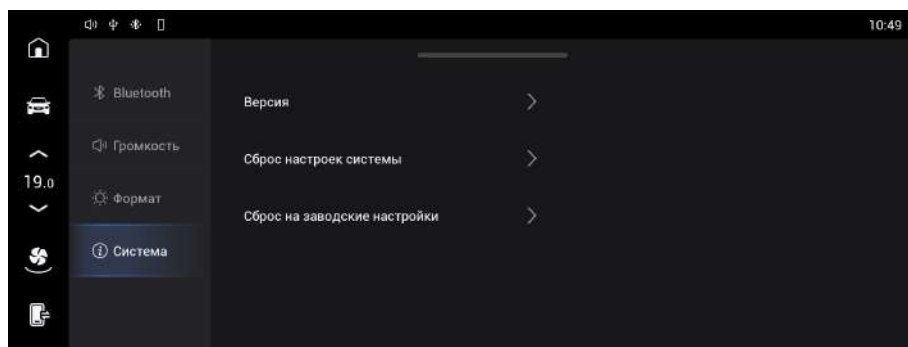 10:49
Bluetooth
Громкость
Формат
Система
Версия
Сброс настроек системы
Сброс на заводские настройки
19.0